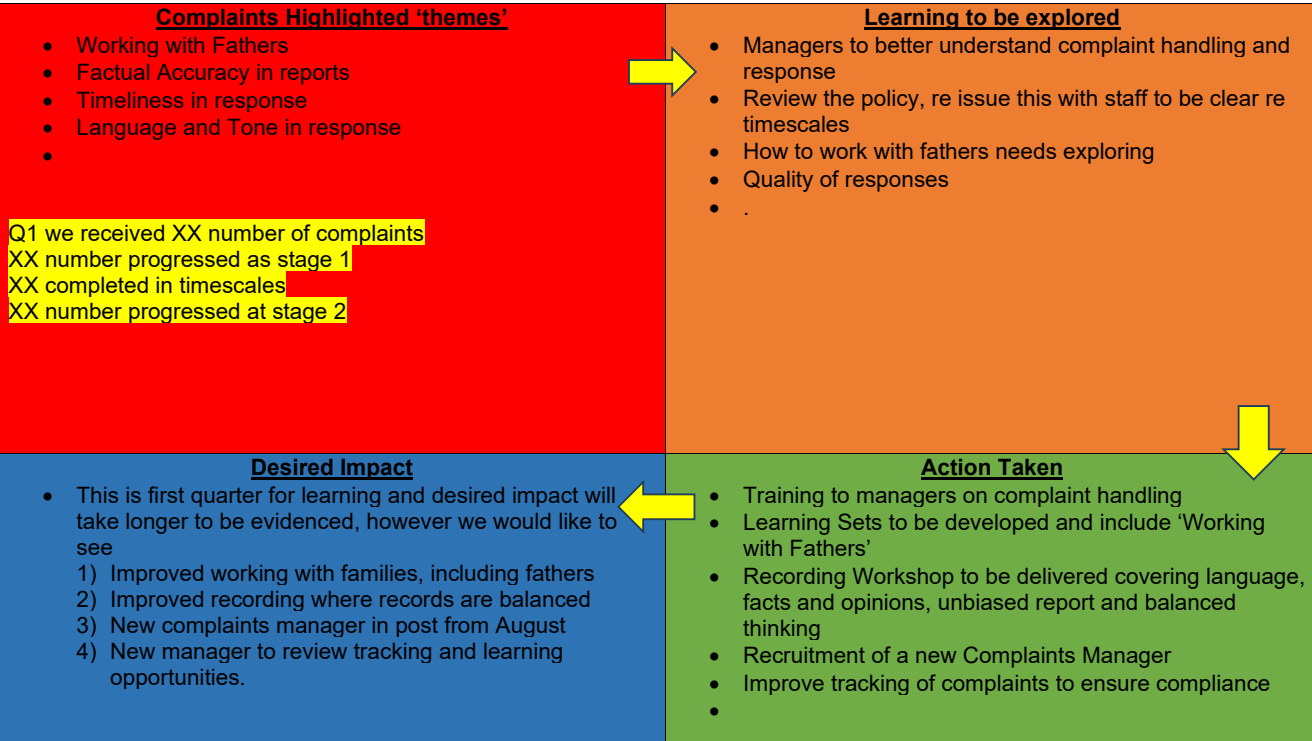 Complaints Highlighted ‘themes’
• Working with Fathers
• Factual Accuracy in reports
• Timeliness in response
• Language and Tone in response
•
Q1 we received XX number of complaints
XX number progressed as stage 1
XX completed in timescales
XX number progressed at stage 2
Learning to be explored
• Managers to better understand complaint handling and
response
• Review the policy, re issue this with staff to be clear re
timescales
• How to work with fathers needs exploring
• Quality of responses
• .
Desired Impact
• This is first quarter for learning and desired impact will
take longer to be evidenced, however we would like to
see
1) Improved working with families, including fathers
2) Improved recording where records are balanced
3) New complaints manager in post from August
4) New manager to review tracking and learning
opportunities.
Action Taken
• Training to managers on complaint handling
• Learning Sets to be developed and include ‘Working
with Fathers’
• Recording Workshop to be delivered covering language,
facts and opinions, unbiased report and balanced
thinking
• Recruitment of a new Complaints Manager
• Improve tracking of complaints to ensure compliance
•